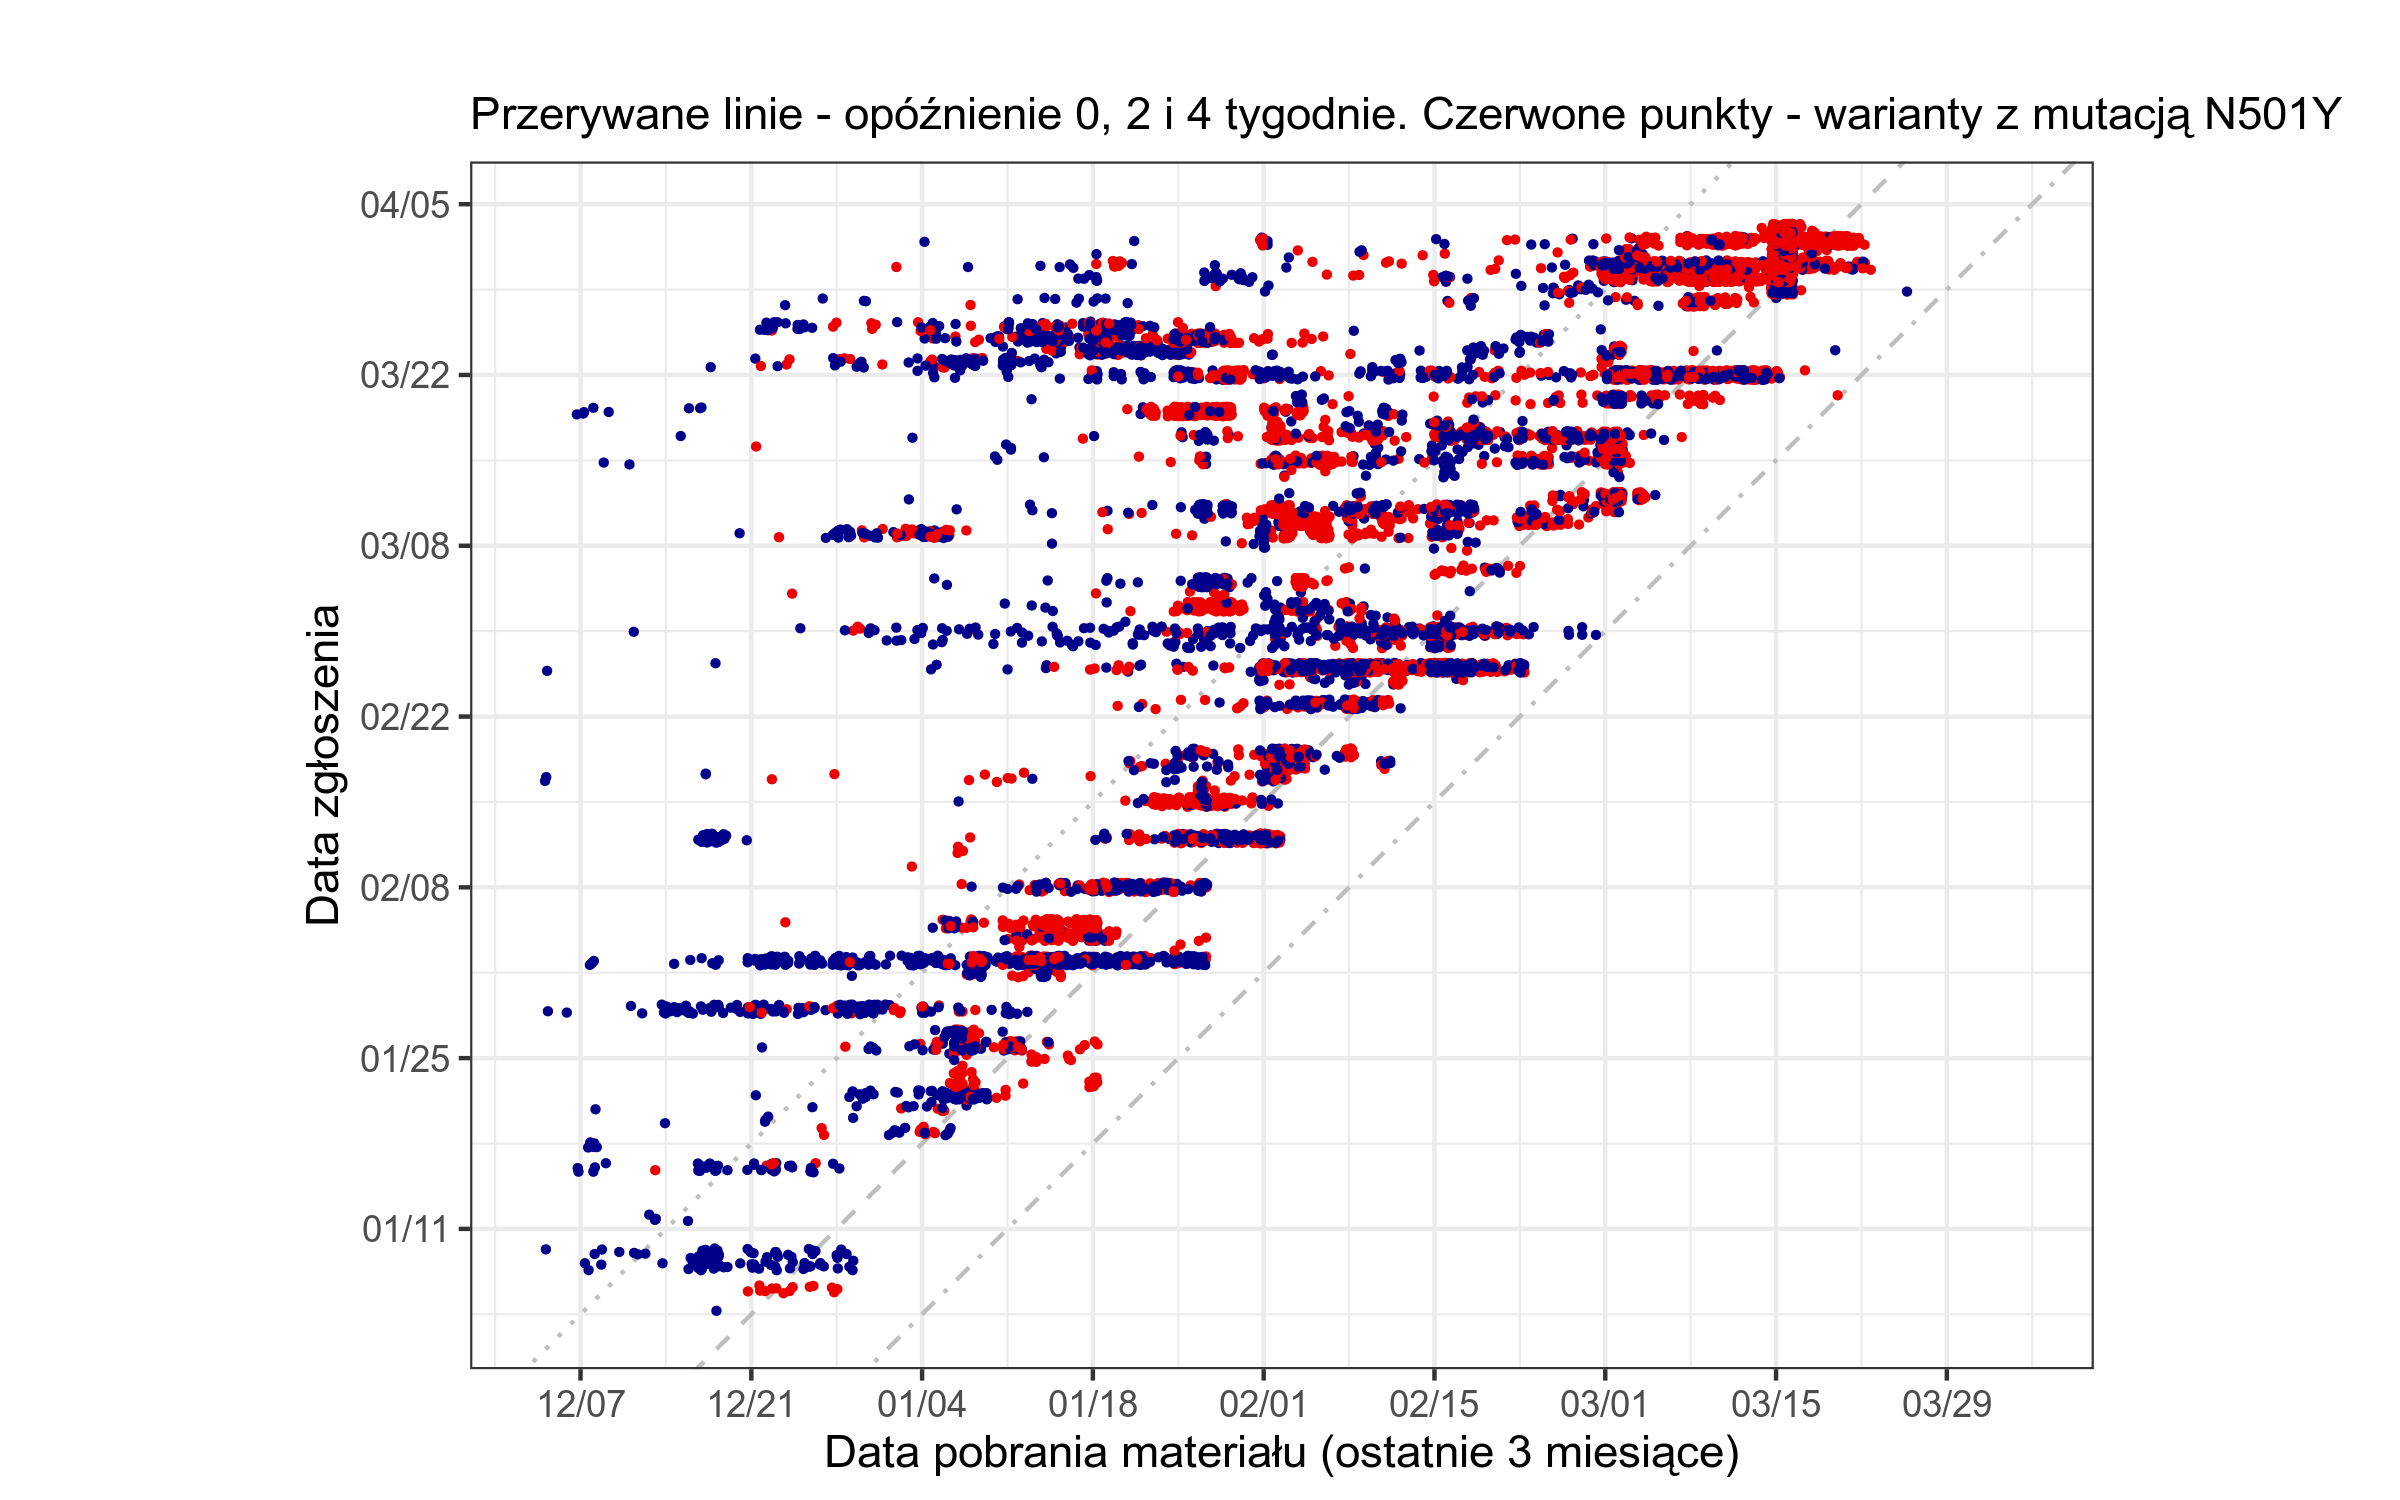 Przerywane linie - opóźnienie 0, 2 i 4 tygodnie. Czerwone punkty - warianty z mutacją N501Y
Data zgłoszenia
04/05
03/22
03/08
02/22
02/08
01/25
01/11
12/07 12/21 01/04 01/18 02/01 02/15 03/01 03/15 03/29
Data pobrania materiału (ostatnie 3 miesiące)